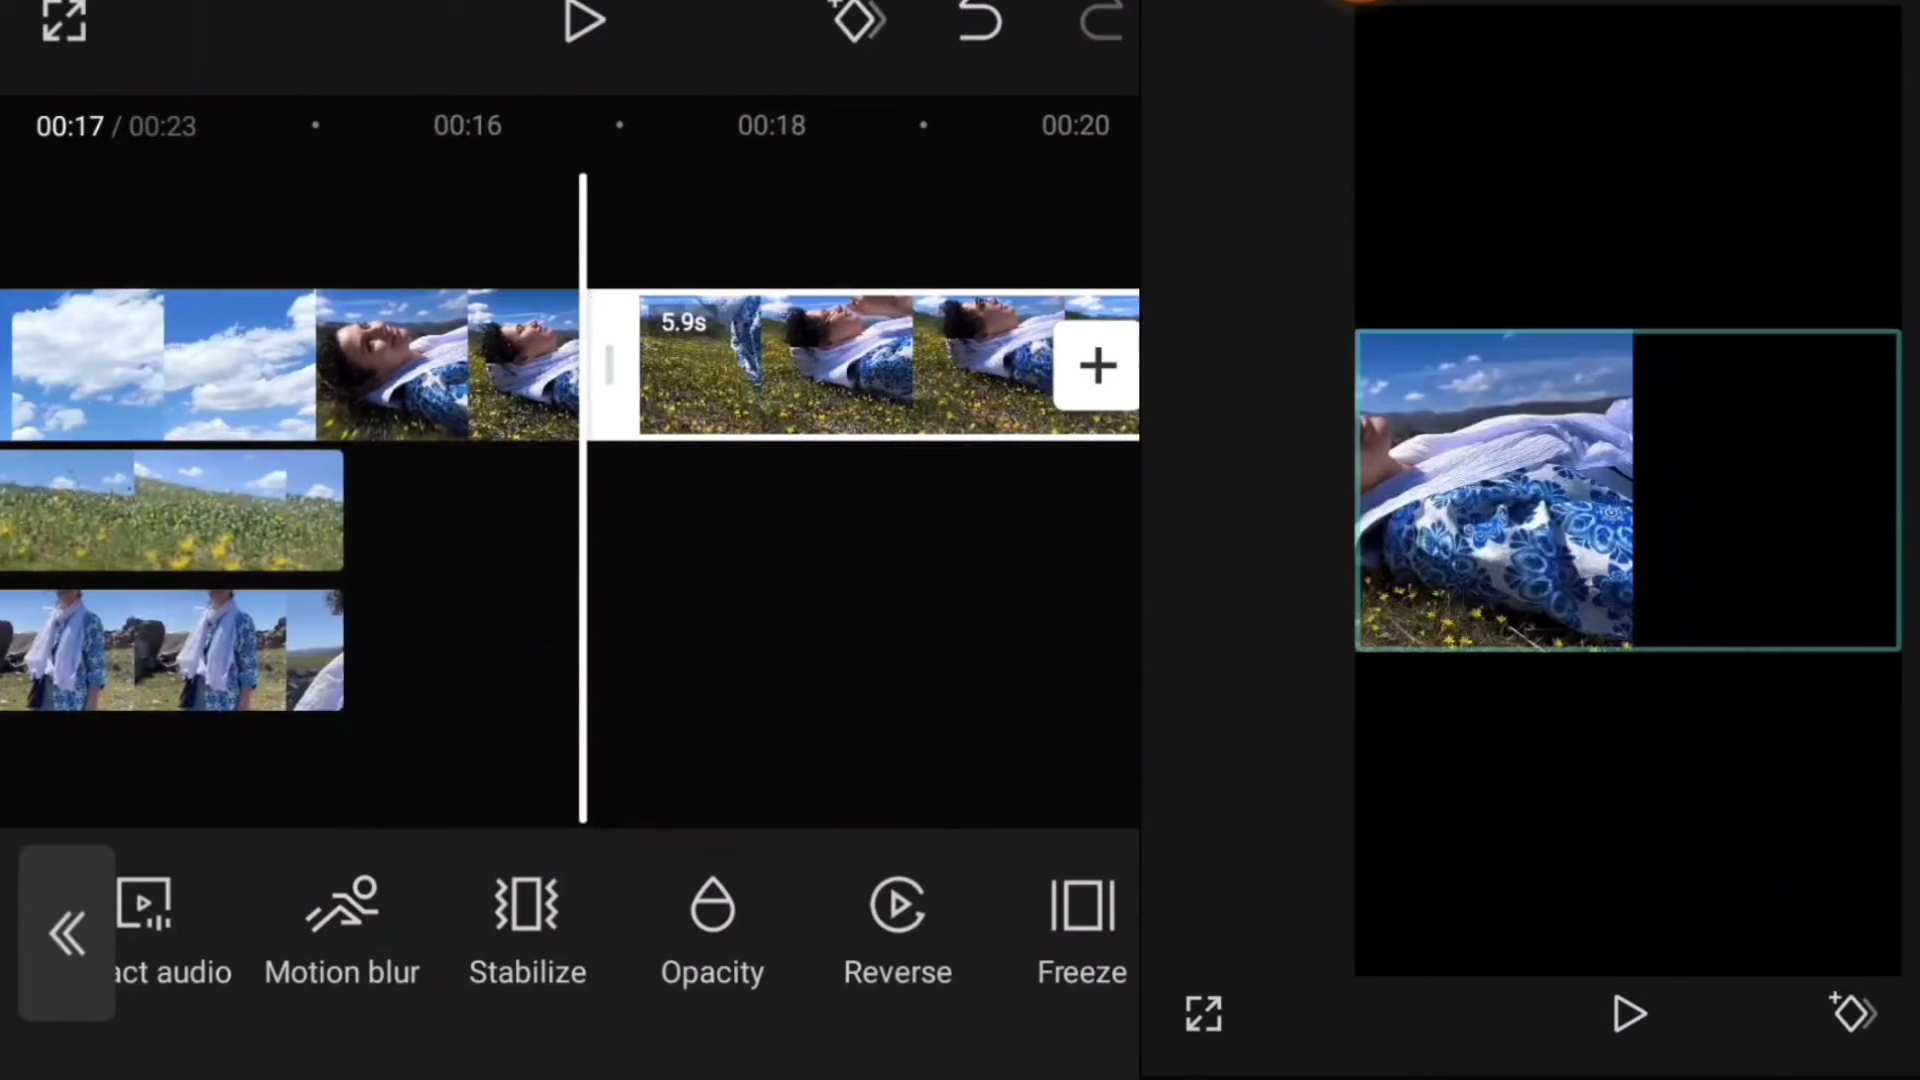 00:17 / 00:23
00:16
00:18
00:20
5.9s
act audio
Motion blur
Stabilize
Opacity
Reverse
Freeze